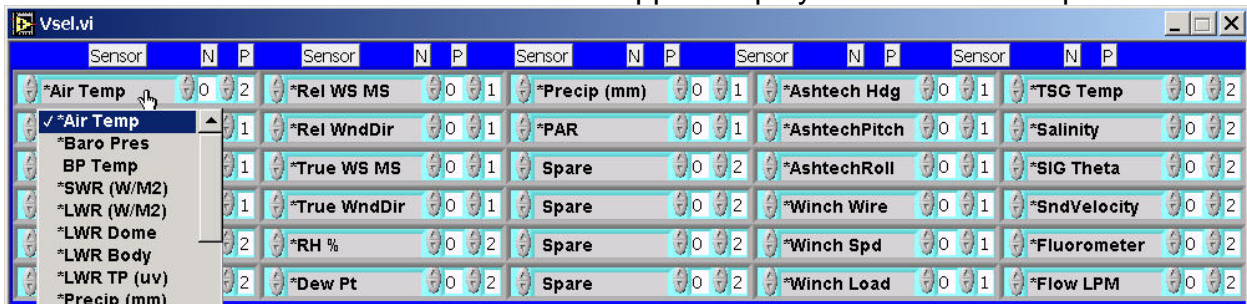 Vsel.vi
Sensor N P Sensor N P Sensor N P Sensor N P Sensor N P
*Air Temp 0 2 *Rel WS MS 0 1 *Precip (mm) 0 1 *Ashtech Hdg 0 1 *TSG Temp 0 2
✓*Air Temp 1 *Rel WndDir 0 1 *PAR 0 1 *AshtechPitch 0 2 *Salinity 0 2
*Baro Pres
BP Temp 1 *True WS MS 0 1 Spare 0 2 *AshtechRoll 0 2 *SIG Theta 0 2
*SWR (W/M2)
*LWR (W/M2) 1 *True WndDir 0 1 Spare 0 2 *Winch Wire 0 1 *SndVelocity 0 2
*LWR Dome
*LWR Body 2 *RH % 0 2 Spare 0 2 *Winch Spd 0 1 *Fluorometer 0 2
*LWR TP (uv) 2 *Dew Pt 0 2 Spare 0 2 *Winch Load 0 1 *Flow LPM 0 2
*Precip (mm)